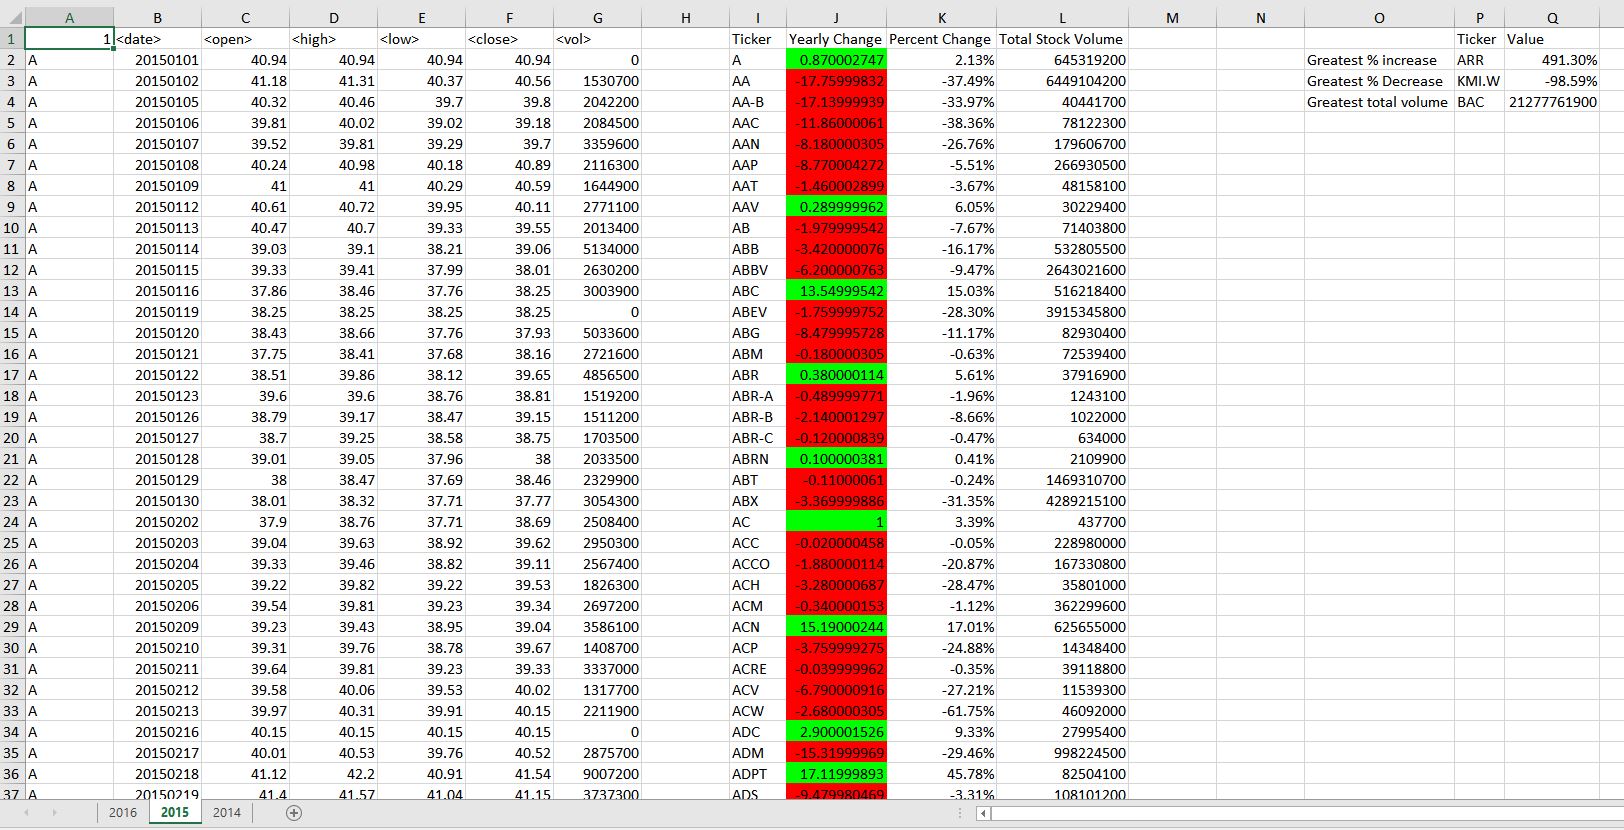 A B C D E F G H I J K L M N O P Q
1 1 <date> <open> <high> <low> <close> <vol> Ticker Yearly Change Percent Change Total Stock Volume Ticker Value
2 A 20150101 40.94 40.94 40.94 40.94 0 A 0.870002747 2.13% 645319200 Greatest % increase ARR 491.30%
3 A 20150102 41.18 41.31 40.37 40.56 1530700 AA -17.75999832 -37.49% 6449104200 Greatest % Decrease KMI.W -98.59%
4 A 20150105 40.32 40.46 39.7 39.8 2042200 AA-B -17.13999939 -33.97% 40441700 Greatest total volume BAC 21277761900
5 A 20150106 39.81 40.02 39.02 39.18 2084500 AAC -11.86000061 -38.36% 78122300
6 A 20150107 39.52 39.81 39.29 39.7 3359600 AAN -8.180000305 -26.76% 179606700
7 A 20150108 40.24 40.98 40.18 40.89 2116300 AAP -8.770004272 -5.51% 266930500
8 A 20150109 41 41 40.29 40.59 1644900 AAT -1.460002899 -3.67% 48158100
9 A 20150112 40.61 40.72 39.95 40.11 2771100 AAV 0.289999962 6.05% 30229400
10 A 20150113 40.47 40.7 39.33 39.55 2013400 AB -1.979999542 -7.67% 71403800
11 A 20150114 39.03 39.1 38.21 39.06 5134000 ABB -3.420000076 -16.17% 532805500
12 A 20150115 39.33 39.41 37.99 38.01 2630200 ABBV -6.200000763 -9.47% 2643021600
13 A 20150116 37.86 38.46 37.76 38.25 3003900 ABC 13.54999542 15.03% 516218400
14 A 20150119 38.25 38.25 38.25 38.25 0 ABEV -1.759999752 -28.30% 3915345800
15 A 20150120 38.43 38.66 37.76 37.93 5033600 ABG -8.479995728 -11.17% 82930400
16 A 20150121 37.75 38.41 37.68 38.16 2721600 ABM -0.180000305 -0.63% 72539400
17 A 20150122 38.51 39.86 38.12 39.65 4856500 ABR 0.380000114 5.61% 37916900
18 A 20150123 39.6 39.6 38.76 38.81 1519200 ABR-A -0.489999771 -1.96% 1243100
19 A 20150126 38.79 39.17 38.47 39.15 1511200 ABR-B -2.140001297 -8.66% 1022000
20 A 20150127 38.7 39.25 38.58 38.75 1703500 ABR-C -0.120000839 -0.47% 634000
21 A 20150128 39.01 39.05 37.96 38 2033500 ABRN 0.100000381 0.41% 2109900
22 A 20150129 38 38.47 37.69 38.46 2329900 ABT -0.11000061 -0.24% 1469310700
23 A 20150130 38.01 38.32 37.71 37.77 3054300 ABX -3.369999886 -31.35% 4289215100
24 A 20150202 37.9 38.76 37.71 38.69 2508400 AC 1 3.39% 437700
25 A 20150203 39.04 39.63 38.92 39.62 2950300 ACC -0.020000458 -0.05% 228980000
26 A 20150204 39.33 39.46 38.82 39.11 2567400 ACCO -1.880000114 -20.87% 167330800
27 A 20150205 39.22 39.82 39.22 39.53 1826300 ACH -3.280000687 -28.47% 35801000
28 A 20150206 39.54 39.81 39.23 39.34 2697200 ACM -0.340000153 -1.12% 362299600
29 A 20150209 39.23 39.43 38.95 39.04 3586100 ACN 15.19000244 17.01% 625655000
30 A 20150210 39.31 39.76 38.78 39.67 1408700 ACP -3.759999275 -24.88% 14348400
31 A 20150211 39.64 39.81 39.23 39.33 3337000 ACRE -0.039999962 -0.35% 39118800
32 A 20150212 39.58 40.06 39.53 40.02 1317700 ACV -6.790000916 -27.21% 11539300
33 A 20150213 39.97 40.31 39.91 40.15 2211900 ACW -2.680000305 -61.75% 46092000
34 A 20150216 40.15 40.15 40.15 40.15 0 ADC 2.900001526 9.33% 27995400
35 A 20150217 40.01 40.53 39.76 40.52 2875700 ADM -15.31999969 -29.46% 998224500
36 A 20150218 41.12 42.2 40.91 41.54 9007200 ADPT 17.11999893 45.78% 82504100
37 A 20150219 41.4 41.57 41.04 41.15 3737300 ADS -9.479980469 -3.31% 108101200
2016 2015 2014